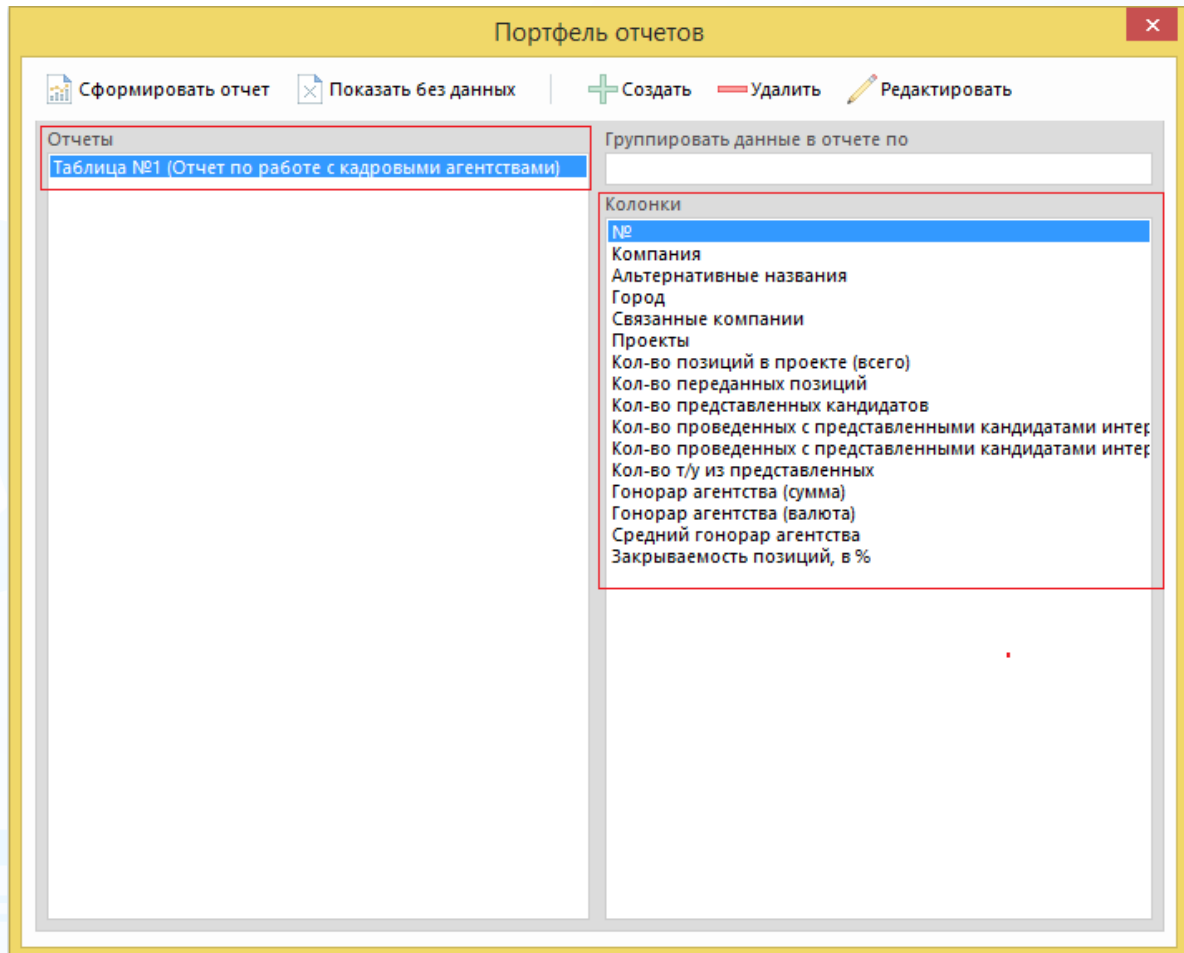 Портфель отчетов
Сформировать отчет Показать без данных Создать Удалить Редактировать
Отчеты
Таблица №1 (Отчет по работе с кадровыми агентствами)
Группировать данные в отчете по
Колонки
№
Компания
Альтернативные названия
Город
Связанные компании
Проекты
Кол-во позиций в проекте (всего)
Кол-во переданных позиций
Кол-во представленных кандидатов
Кол-во проведенных с представленными кандидатами интер
Кол-во проведенных с представленными кандидатами интер
Кол-во т/у из представленных
Гонорар агентства (сумма)
Гонорар агентства (валюта)
Средний гонорар агентства
Закрываемость позиций, в %